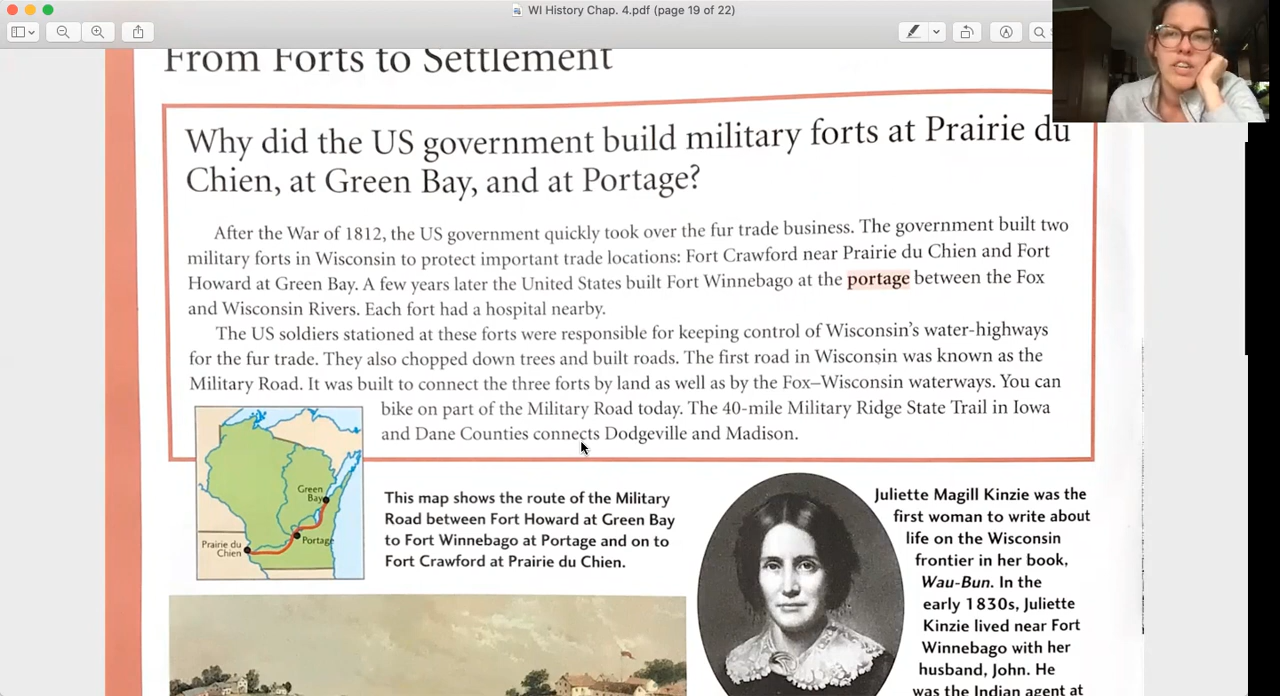 WI History Chap. 4.pdf (page 19 of 22)
From Forts to Settlement
Why did the US government build military forts at Prairie du
Chien, at Green Bay, and at Portage?
After the War of 1812, the US government quickly took over the fur trade business. The government built two
military forts in Wisconsin to protect important trade locations: Fort Crawford near Prairie du Chien and Fort
Howard at Green Bay. A few years later the United States built Fort Winnebago at the portage between the Fox
and Wisconsin Rivers. Each fort had a hospital nearby.
The US soldiers stationed at these forts were responsible for keeping control of Wisconsin's water-highways
for the fur trade. They also chopped down trees and built roads. The first road in Wisconsin was known as the
Military Road. It was built to connect the three forts by land as well as by the Fox–Wisconsin waterways. You can
bike on part of the Military Road today. The 40-mile Military Ridge State Trail in Iowa
and Dane Counties connects Dodgeville and Madison.
Green
Bay
Portage
Prairie du
Chien
This map shows the route of the Military
Road between Fort Howard at Green Bay
to Fort Winnebago at Portage and on to
Fort Crawford at Prairie du Chien.
Juliette Magill Kinzie was the
first woman to write about
life on the Wisconsin
frontier in her book,
Wau-Bun. In the
early 1830s, Juliette
Kinzie lived near Fort
Winnebago with her
husband, John. He
was the Indian agent at